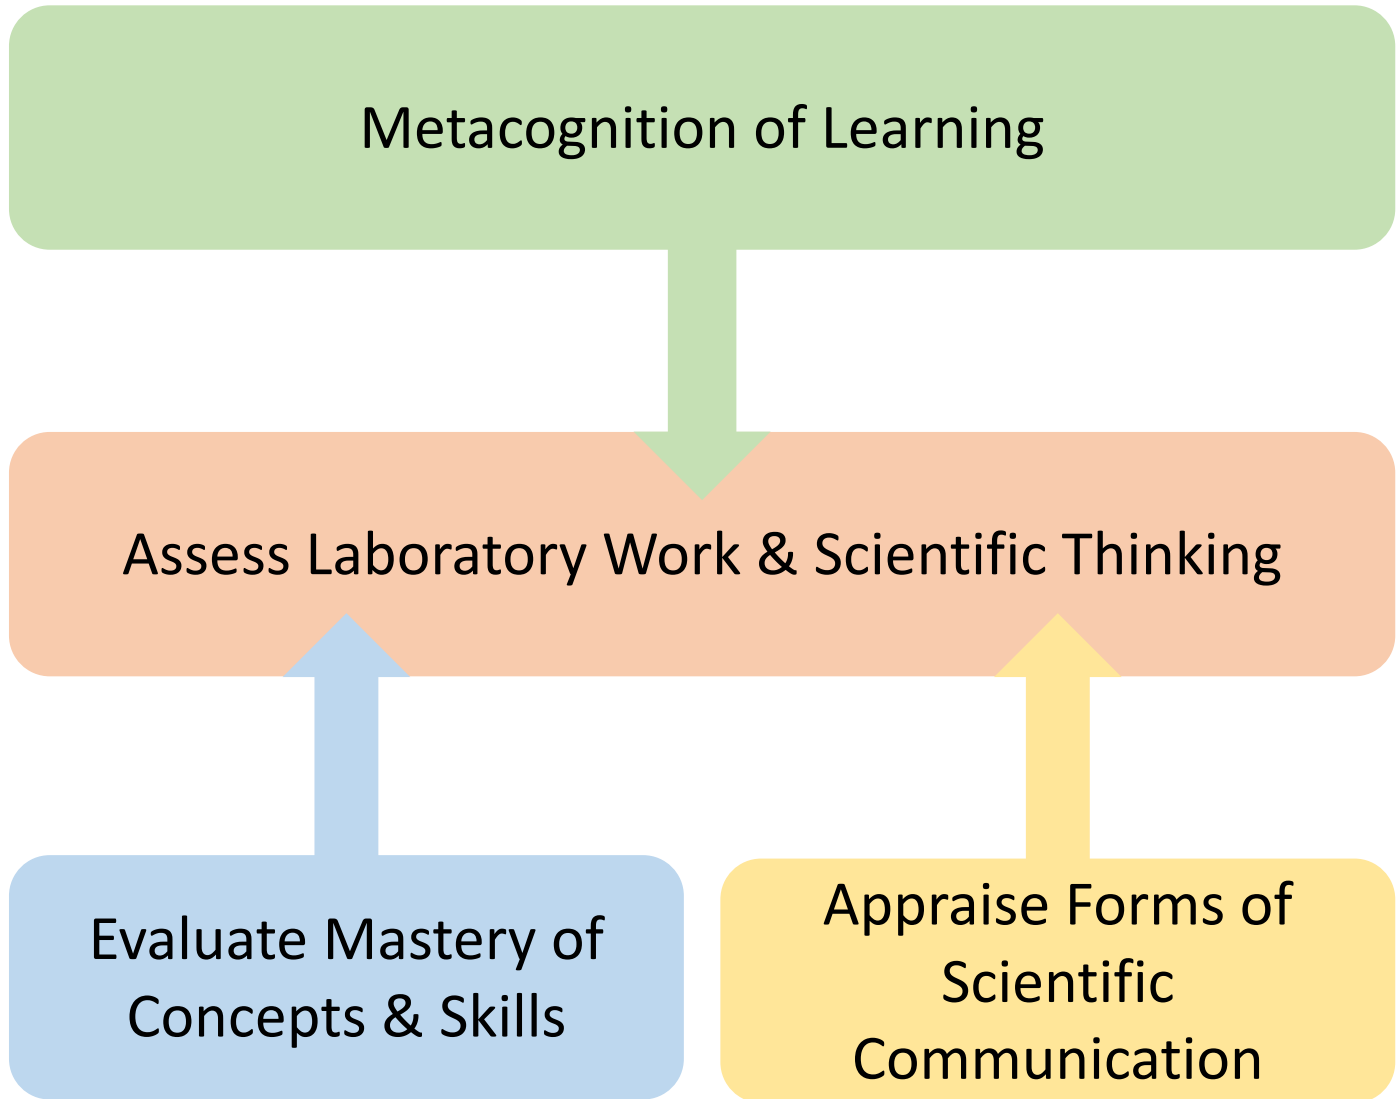 Metacognition of Learning
Assess Laboratory Work & Scientific Thinking
Evaluate Mastery of
Concepts & Skills
Appraise Forms of
Scientific
Communication